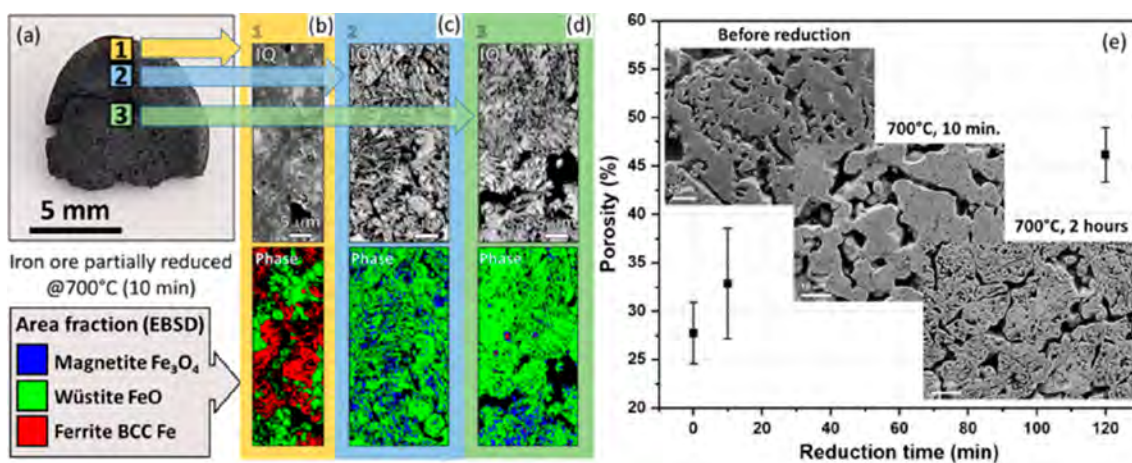 (a)
1
2
3
5 mm
Iron ore partially reduced
@700°C (10 min)
Area fraction (EBSD)
Magnetite Fe₃O₄
Wüstite FeO
Ferrite BCC Fe
(b)
1
IQ
5 µm
Phase
(c)
2
IQ
Phase
(d)
3
IQ
Phase
(e)
Before reduction
700°C, 10 min.
700°C, 2 hours
Porosity (%)
60
55
50
45
40
35
30
25
20
0
20
40
60
80
100
120
Reduction time (min)